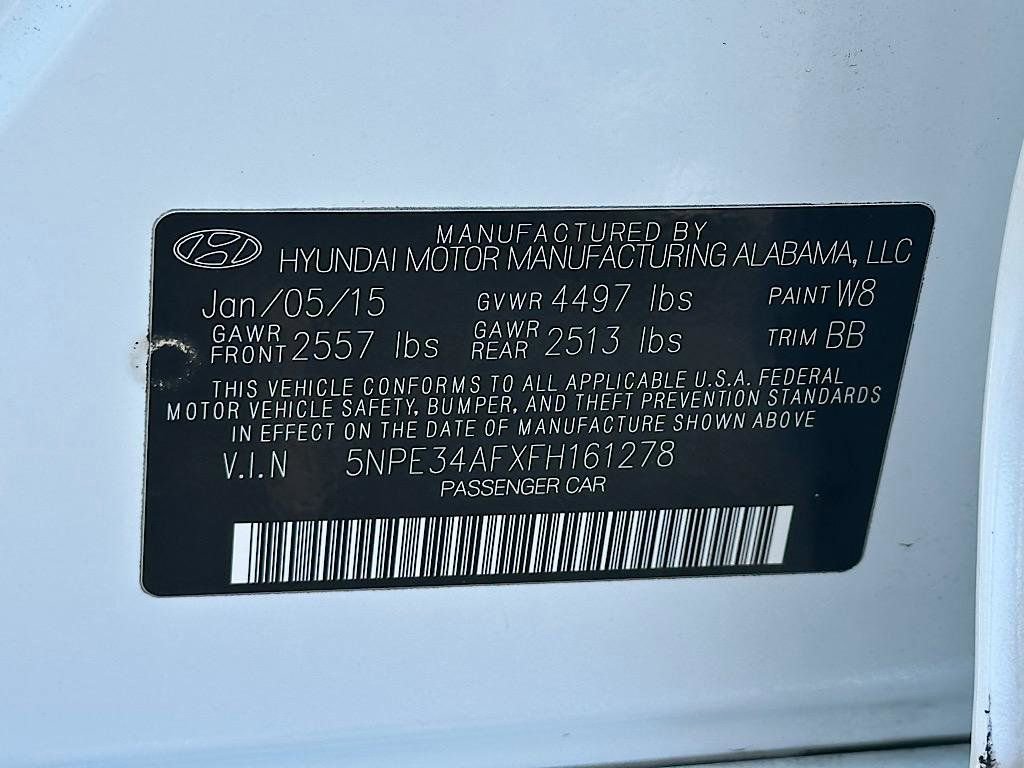 MANUFACTURED BY
HYUNDAI MOTOR MANUFACTURING ALABAMA, LLC
Jan/05/15 GVWR 4497 lbs PAINT W8
GAWR FRONT 2557 lbs GAWR REAR 2513 lbs TRIM BB
THIS VEHICLE CONFORMS TO ALL APPLICABLE U.S.A. FEDERAL
MOTOR VEHICLE SAFETY, BUMPER, AND THEFT PREVENTION STANDARDS
IN EFFECT ON THE DATE OF MANUFACTURE SHOWN ABOVE
V.I.N 5NPE34AFXFH161278
PASSENGER CAR